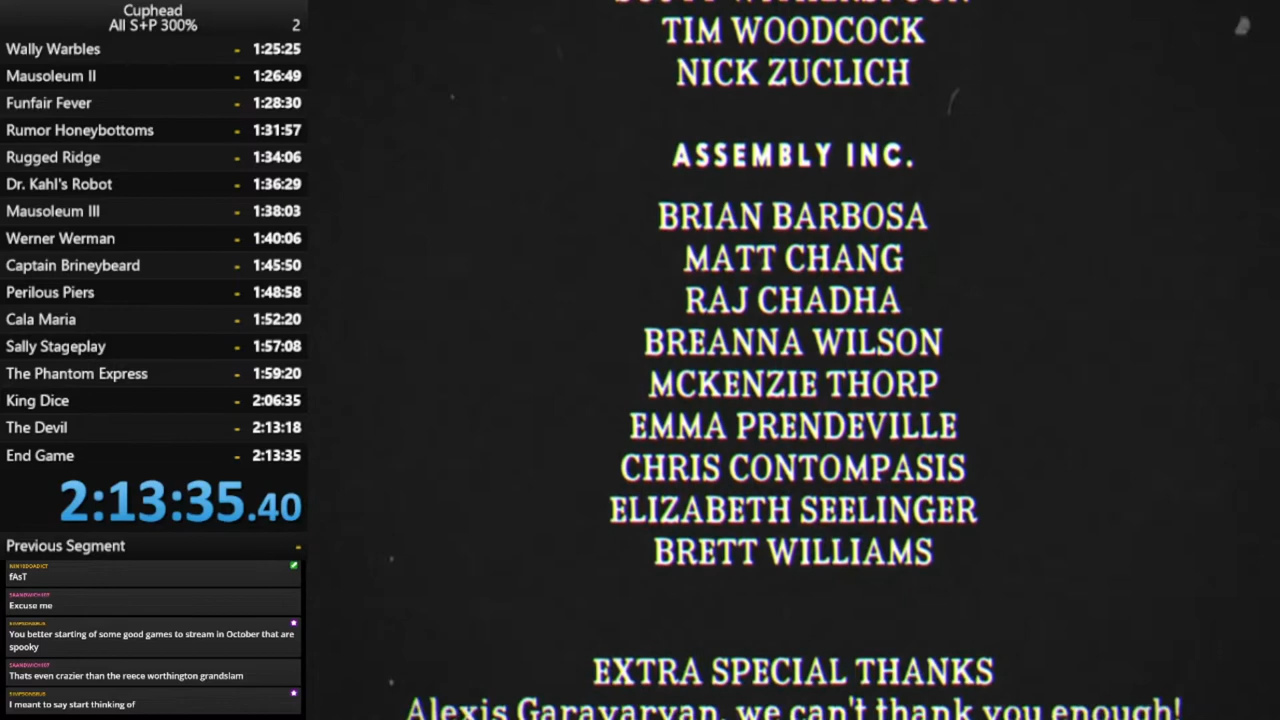 Cuphead
All S+P 300%
2
Wally Warbles - 1:25:25
Mausoleum II - 1:26:49
Funfair Fever - 1:28:30
Rumor Honeybottoms - 1:31:57
Rugged Ridge - 1:34:06
Dr. Kahl's Robot - 1:36:29
Mausoleum III - 1:38:03
Werner Werman - 1:40:06
Captain Brineybeard - 1:45:50
Perilous Piers - 1:48:58
Cala Maria - 1:52:20
Sally Stageplay - 1:57:08
The Phantom Express - 1:59:20
King Dice - 2:06:35
The Devil - 2:13:18
End Game - 2:13:35
2:13:35.40
Previous Segment -
fAsT
Excuse me
You better starting of some good games to stream in October that are
spooky
Thats even crazier than the reece worthington grandslam
I meant to say start thinking of
TIM WOODCOCK
NICK ZUCLICH
ASSEMBLY INC.
BRIAN BARBOSA
MATT CHANG
RAJ CHADHA
BREANNA WILSON
MCKENZIE THORP
EMMA PRENDEVILLE
CHRIS CONTOMPASIS
ELIZABETH SEELINGER
BRETT WILLIAMS
EXTRA SPECIAL THANKS
Alexis Garavaryan, we can't thank you enough!